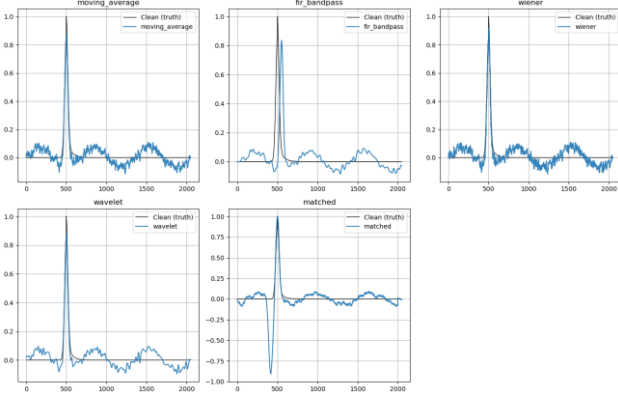 moving_average
Clean (truth)
moving_average
1.0
0.8
0.6
0.4
0.2
0.0
0 500 1000 1500 2000
fir_bandpass
Clean (truth)
fir_bandpass
1.0
0.8
0.6
0.4
0.2
0.0
0 500 1000 1500 2000
wiener
Clean (truth)
wiener
1.0
0.8
0.6
0.4
0.2
0.0
0 500 1000 1500 2000
wavelet
Clean (truth)
wavelet
1.0
0.8
0.6
0.4
0.2
0.0
0 500 1000 1500 2000
matched
Clean (truth)
matched
1.00
0.75
0.50
0.25
0.00
−0.25
−0.50
−0.75
−1.00
0 500 1000 1500 2000